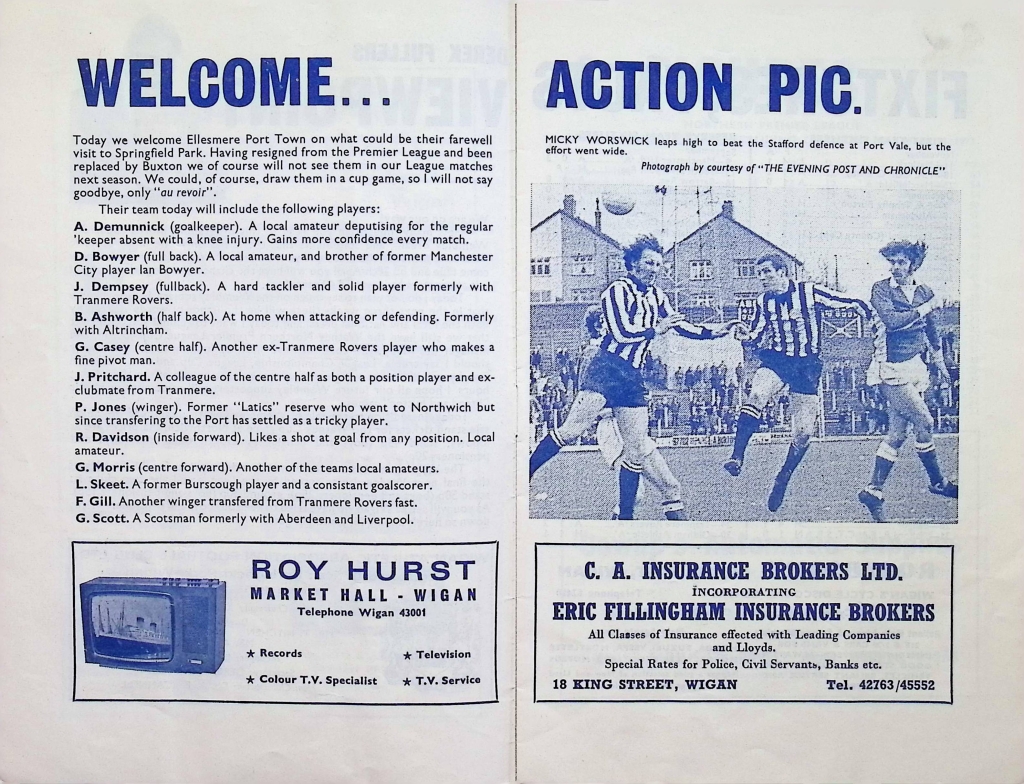 WELCOME...
Today we welcome Ellesmere Port Town on what could be their farewell
visit to Springfield Park. Having resigned from the Premier League and been
replaced by Buxton we of course will not see them in our League matches
next season. We could, of course, draw them in a cup game, so I will not say
goodbye, only "au revoir".
Their team today will include the following players:
A. Demunnick (goalkeeper). A local amateur deputising for the regular
'keeper absent with a knee injury. Gains more confidence every match.
D. Bowyer (full back). A local amateur, and brother of former Manchester
City player Ian Bowyer.
J. Dempsey (fullback). A hard tackler and solid player formerly with
Tranmere Rovers.
B. Ashworth (half back). At home when attacking or defending. Formerly
with Altrincham.
G. Casey (centre half). Another ex-Tranmere Rovers player who makes a
fine pivot man.
J. Pritchard. A colleague of the centre half as both a position player and ex-
clubmate from Tranmere.
P. Jones (winger). Former "Latics" reserve who went to Northwich but
since transfering to the Port has settled as a tricky player.
R. Davidson (inside forward). Likes a shot at goal from any position. Local
amateur.
G. Morris (centre forward). Another of the teams local amateurs.
L. Skeet. A former Burscough player and a consistant goalscorer.
F. Gill. Another winger transfered from Tranmere Rovers fast.
G. Scott. A Scotsman formerly with Aberdeen and Liverpool.
ROY HURST
MARKET HALL - WIGAN
Telephone Wigan 43001
★ Records ★ Television
★ Colour T.V. Specialist ★ T.V. Service
ACTION PIC.
MICKY WORSWICK leaps high to beat the Stafford defence at Port Vale, but the
effort went wide.
Photograph by courtesy of "THE EVENING POST AND CHRONICLE"
C. A. INSURANCE BROKERS LTD.
INCORPORATING
ERIC FILLINGHAM INSURANCE BROKERS
All Classes of Insurance effected with Leading Companies
and Lloyds.
Special Rates for Police, Civil Servants, Banks etc.
18 KING STREET, WIGAN Tel. 42763/45552